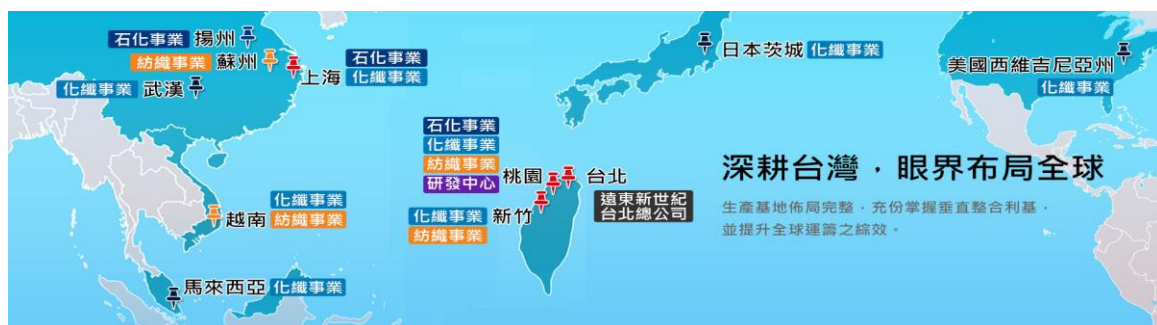 石化事業 揚州
紡織事業 蘇州
上海 石化事業
化纖事業
化纖事業 武漢
日本茨城 化纖事業
美國西維吉尼亞州
化纖事業
石化事業
化纖事業
紡織事業
研發中心 桃園
台北
遠東新世紀
台北總公司
化纖事業 新竹
紡織事業
越南 化纖事業
紡織事業
馬來西亞 化纖事業
深耕台灣，眼界布局全球
生產基地佈局完整，充份掌握垂直整合利基，
並提升全球運籌之綜效。